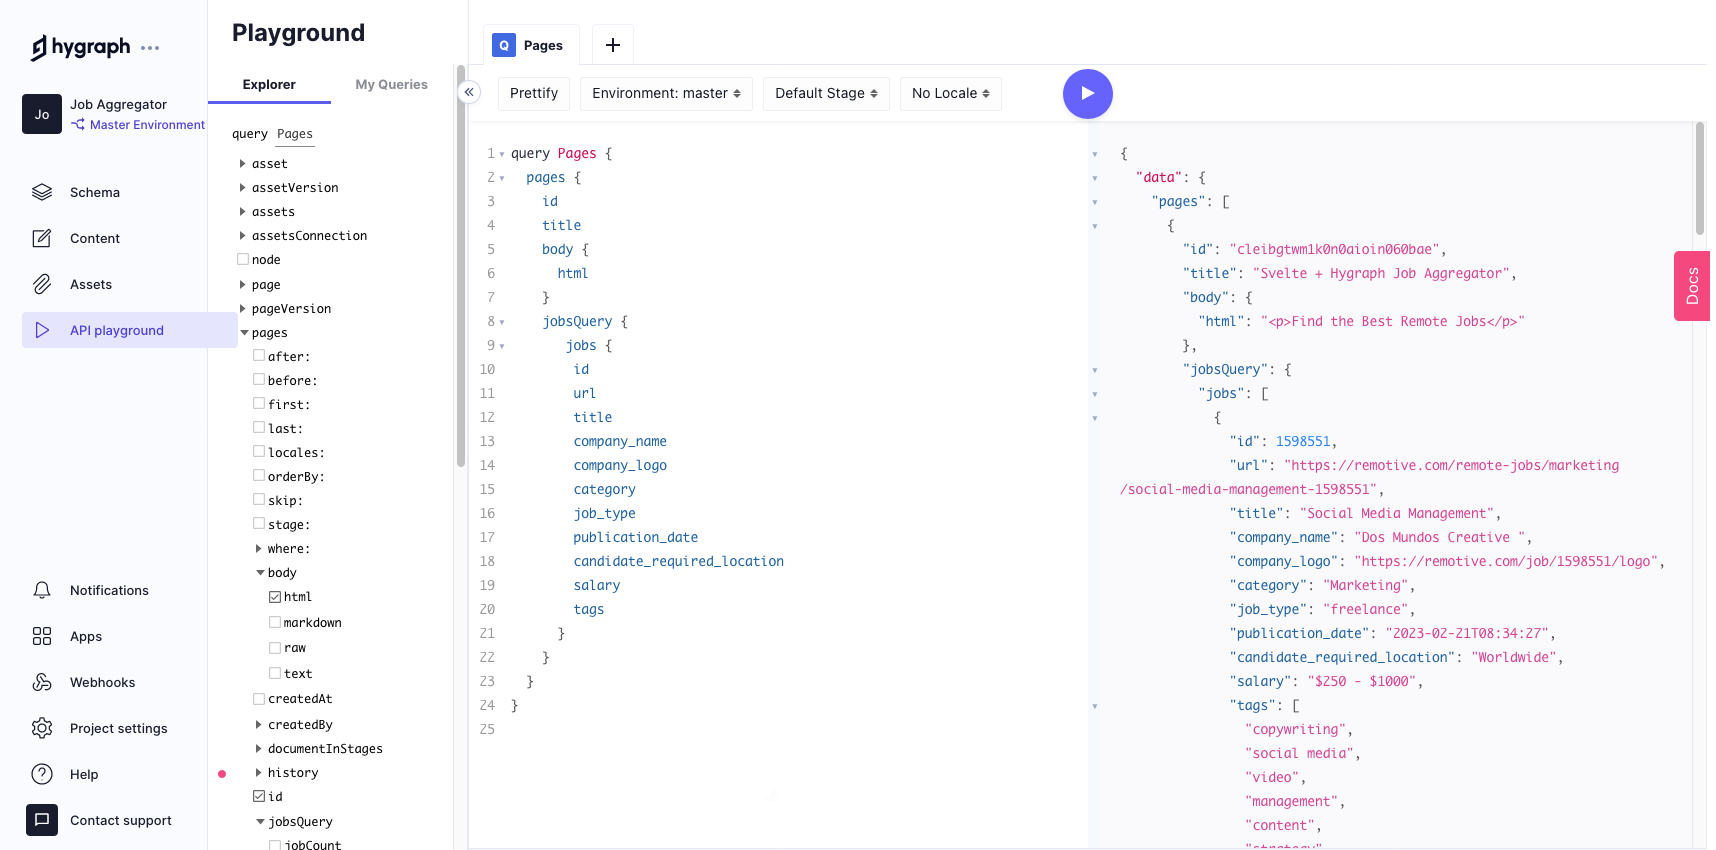 hygraph
Jo
Job Aggregator
Master Environment
Schema
Content
Assets
API playground
Notifications
Apps
Webhooks
Project settings
Help
Contact support
Playground
Explorer
My Queries
query Pages
asset
assetVersion
assets
assetsConnection
node
page
pageVersion
pages
after:
before:
first:
last:
locales:
orderBy:
skip:
stage:
where:
body
html
markdown
raw
text
createdAt
createdBy
documentInStages
history
id
jobsQuery
jobCount
Q Pages +
Prettify
Environment: master
Default Stage
No Locale
1 query Pages {
2 pages {
3 id
4 title
5 body {
6 html
7 }
8 jobsQuery {
9 jobs {
10 id
11 url
12 title
13 company_name
14 company_logo
15 category
16 job_type
17 publication_date
18 candidate_required_location
19 salary
20 tags
21 }
22 }
23 }
24 }
25
{
"data": {
"pages": [
{
"id": "cleibgtwm1k0n0aioin060bae",
"title": "Svelte + Hygraph Job Aggregator",
"body": {
"html": "<p>Find the Best Remote Jobs</p>"
},
"jobsQuery": {
"jobs": [
{
"id": 1598551,
"url": "https://remotive.com/remote-jobs/marketing
/social-media-management-1598551",
"title": "Social Media Management",
"company_name": "Dos Mundos Creative ",
"company_logo": "https://remotive.com/job/1598551/logo",
"category": "Marketing",
"job_type": "freelance",
"publication_date": "2023-02-21T08:34:27",
"candidate_required_location": "Worldwide",
"salary": "$250 - $1000",
"tags": [
"copywriting",
"social media",
"video",
"management",
"content",
"strategy"
Docs